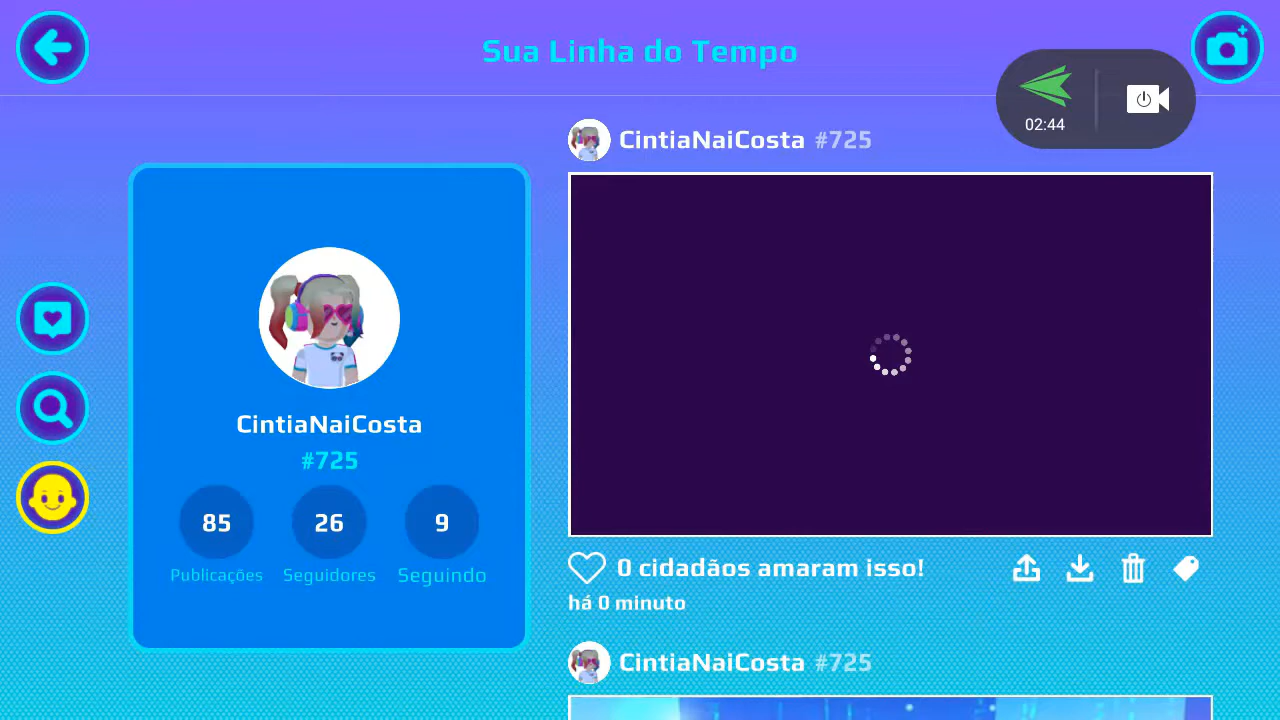 Sua Linha do Tempo
02:44
CintiaNaiCosta #725
CintiaNaiCosta
#725
85 26 9
Publicações Seguidores Seguindo
0 cidadãos amaram isso!
há 0 minuto
CintiaNaiCosta #725